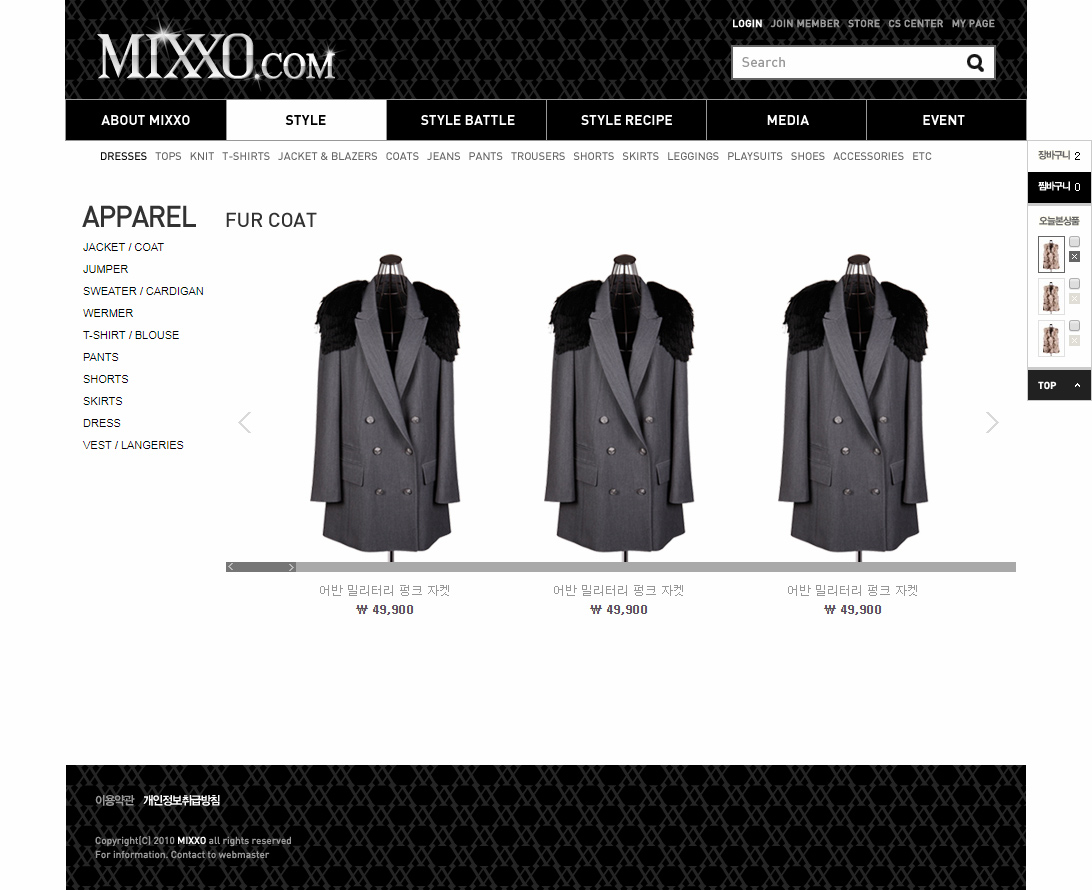 MIXXO.COM
LOGIN JOIN MEMBER STORE CS CENTER MY PAGE
Search
ABOUT MIXXO STYLE STYLE BATTLE STYLE RECIPE MEDIA EVENT
DRESSES TOPS KNIT T-SHIRTS JACKET & BLAZERS COATS JEANS PANTS TROUSERS SHORTS SKIRTS LEGGINGS PLAYSUITS SHOES ACCESSORIES ETC
장바구니 2
찜바구니 0
오늘본상품
TOP
APPAREL
JACKET / COAT
JUMPER
SWEATER / CARDIGAN
WERMER
T-SHIRT / BLOUSE
PANTS
SHORTS
SKIRTS
DRESS
VEST / LANGERIES
FUR COAT
어반 밀리터리 펑크 자켓 어반 밀리터리 펑크 자켓 어반 밀리터리 펑크 자켓
₩ 49,900 ₩ 49,900 ₩ 49,900
이용약관 개인정보취급방침
Copyright(C) 2010 MIXXO all rights reserved
For information, Contact to webmaster